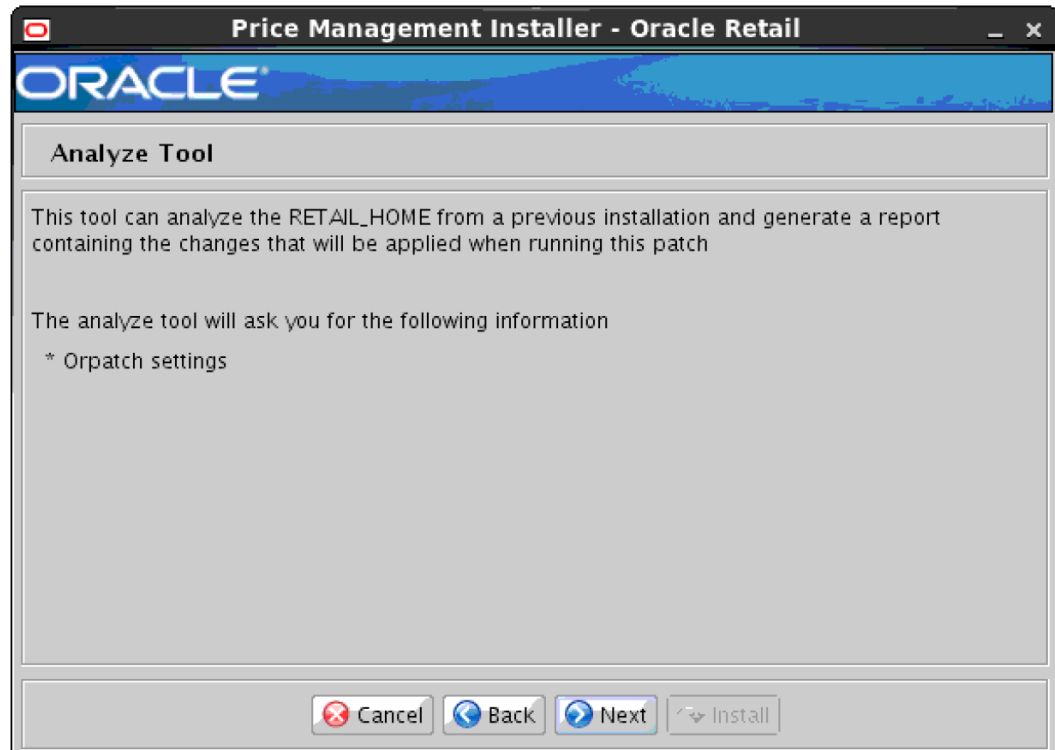 Price Management Installer - Oracle Retail
ORACLE
Analyze Tool
This tool can analyze the RETAIL_HOME from a previous installation and generate a report
containing the changes that will be applied when running this patch
The analyze tool will ask you for the following information
* Orpatch settings
Cancel Back Next Install